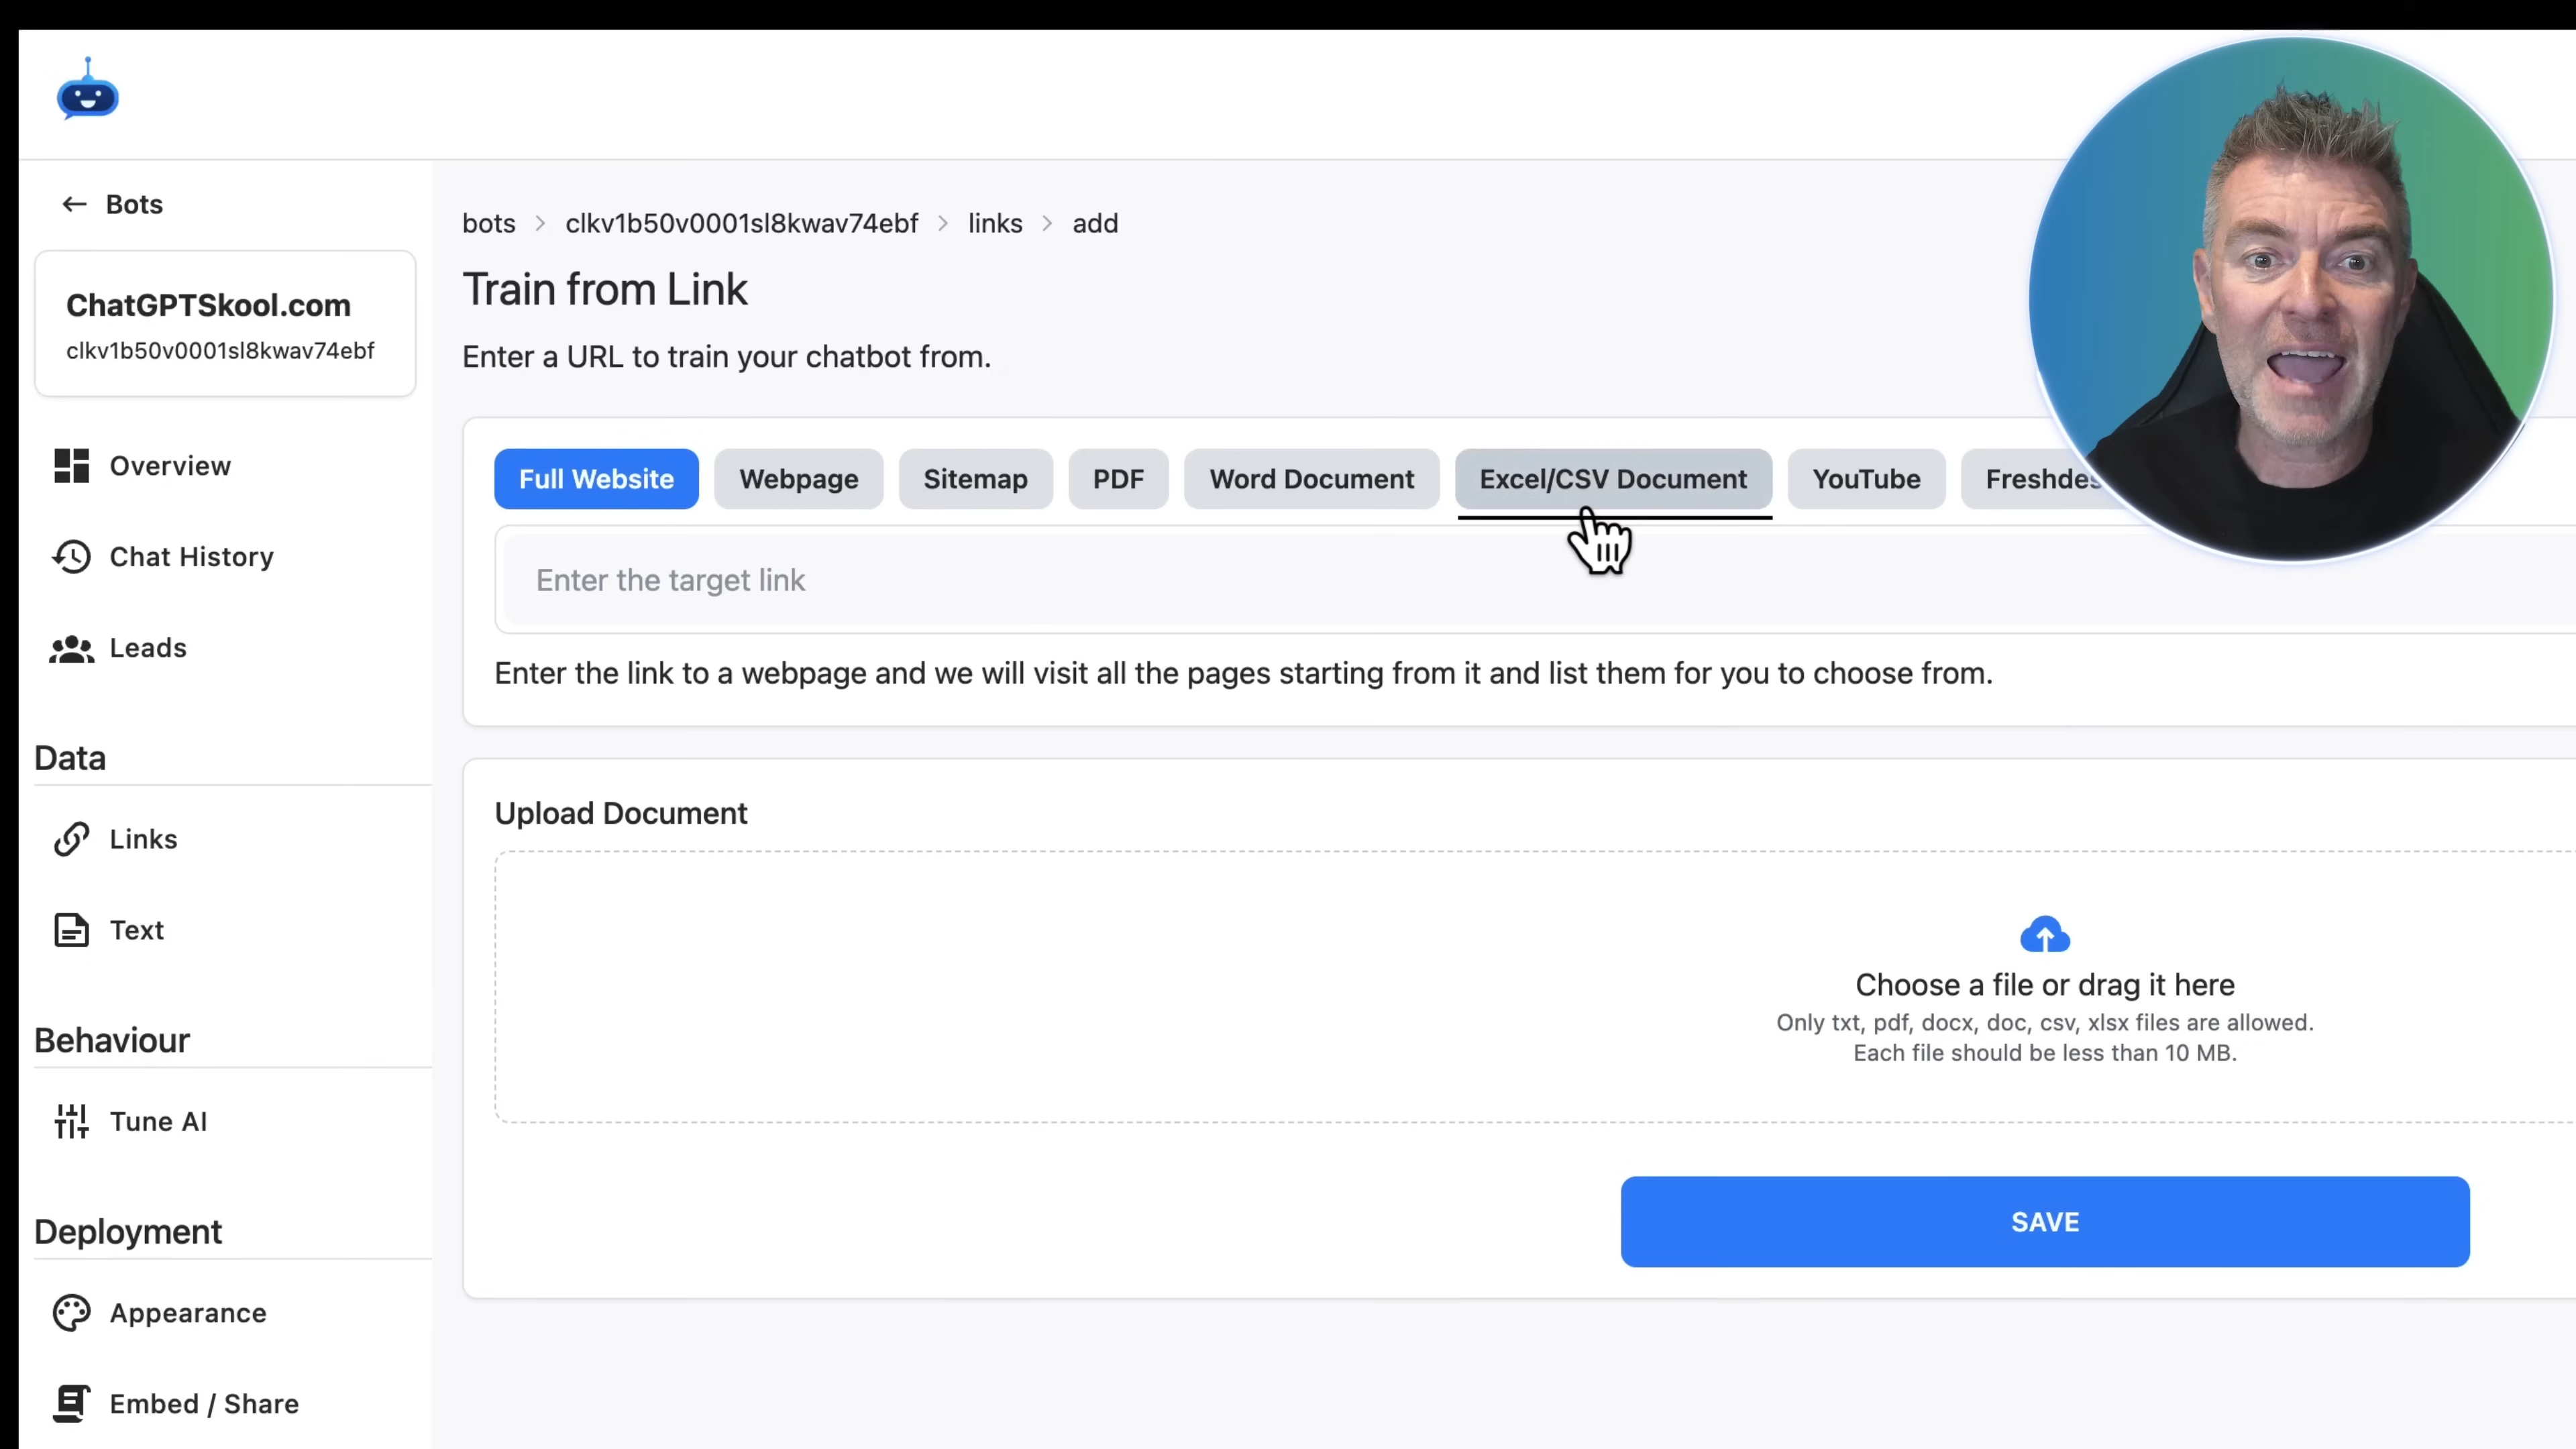 Bots
ChatGPTSkool.com
clkv1b50v0001sl8kwav74ebf
Overview
Chat History
Leads
Data
Links
Text
Behaviour
Tune AI
Deployment
Appearance
Embed / Share
bots > clkv1b50v0001sl8kwav74ebf > links > add
Train from Link
Enter a URL to train your chatbot from.
Full Website Webpage Sitemap PDF Word Document Excel/CSV Document YouTube Freshdes
Enter the target link
Enter the link to a webpage and we will visit all the pages starting from it and list them for you to choose from.
Upload Document
Choose a file or drag it here
Only txt, pdf, docx, doc, csv, xlsx files are allowed.
Each file should be less than 10 MB.
SAVE